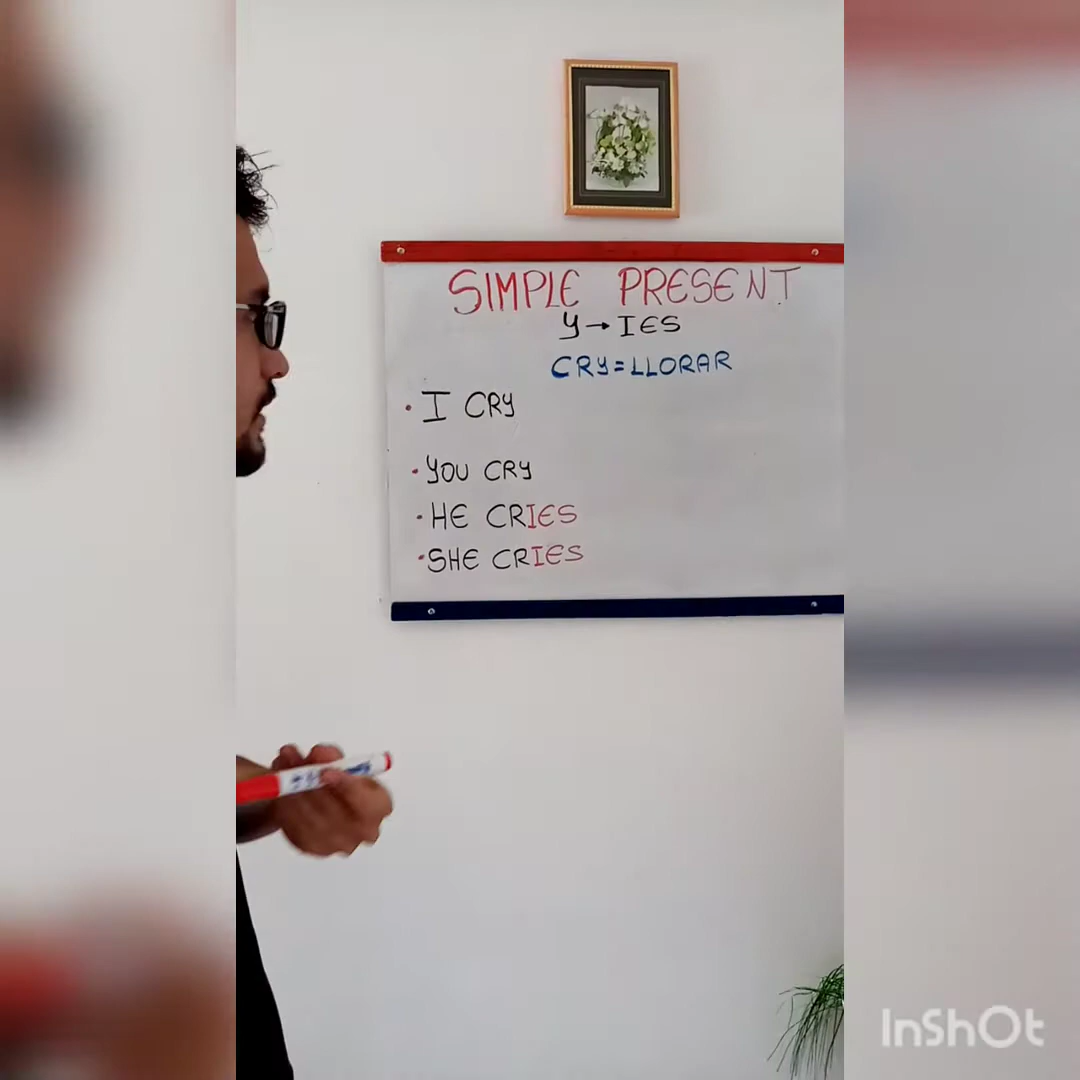 SIMPLE PRESENT
Y→IES
CRY=LLORAR
• I CRY
• YOU CRY
• HE CRIES
• SHE CRIES
InShOt